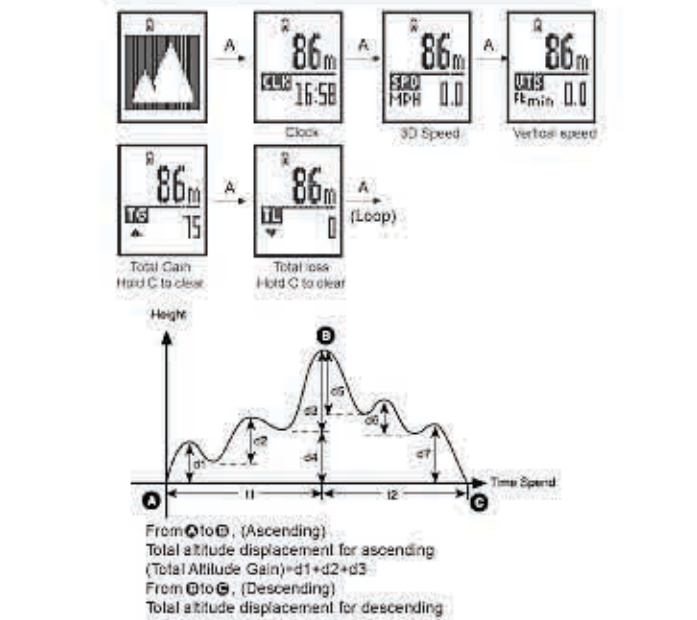 A A A
86m 86m 86m
CLK SPD VTS
16:58 MPH 0.0 ft/min 0.0
Clock 3D Speed Vertical speed
86m 86m
A A
TG TL (Loop)
75 0
Total Gain Total loss
Hold C to clear Hold C to clear
Height
B
d5
d3
d6
d1 d2 d4 d7
Time Spend
A t1 t2 C
From A to B, (Ascending)
Total altitude displacement for ascending
(Total Altitude Gain)=d1+d2+d3
From B to C, (Descending)
Total altitude displacement for descending